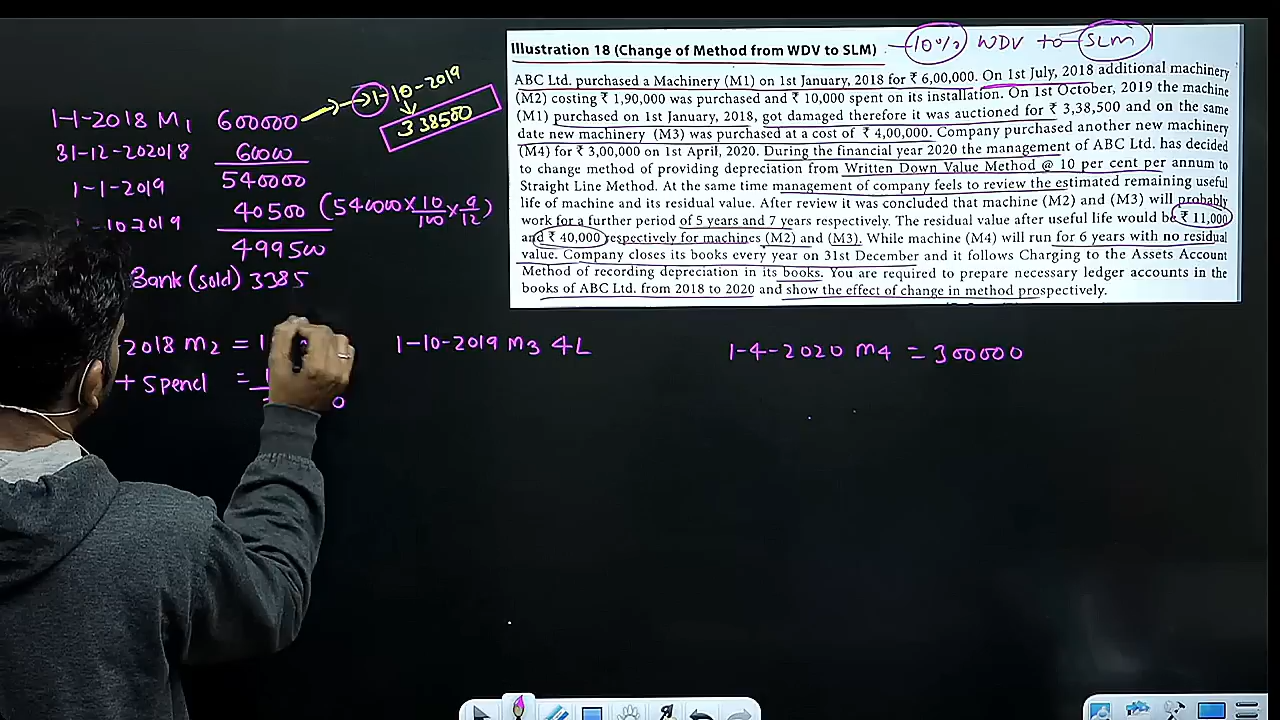 Illustration 18 (Change of Method from WDV to SLM) - 10% WDV to SLM
ABC Ltd. purchased a Machinery (M1) on 1st January, 2018 for ₹ 6,00,000. On 1st July, 2018 additional machinery
(M2) costing ₹ 1,90,000 was purchased and ₹ 10,000 spent on its installation. On 1st October, 2019 the machine
(M1) purchased on 1st January, 2018, got damaged therefore it was auctioned for ₹ 3,38,500 and on the same
date new machinery (M3) was purchased at a cost of ₹ 4,00,000. Company purchased another new machinery
(M4) for ₹ 3,00,000 on 1st April, 2020. During the financial year 2020 the management of ABC Ltd. has decided
to change method of providing depreciation from Written Down Value Method @ 10 per cent per annum to
Straight Line Method. At the same time management of company feels to review the estimated remaining useful
life of machine and its residual value. After review it was concluded that machine (M2) and (M3) will probably
work for a further period of 5 years and 7 years respectively. The residual value after useful life would be ₹ 11,000
and ₹ 40,000 respectively for machines (M2) and (M3). While machine (M4) will run for 6 years with no residual
value. Company closes its books every year on 31st December and it follows Charging to the Assets Account
Method of recording depreciation in its books. You are required to prepare necessary ledger accounts in the
books of ABC Ltd. from 2018 to 2020 and show the effect of change in method prospectively.
1-1-2018 M1 600000 → 1-10-2019
338500
31-12-202018 60000
1-1-2019 540000
10-2019 40500 (540000 × 10/100 × 9/12)
499500
Bank (sold) 3385
2018 M2 =
+ Spend =
1-10-2019 M3 4L
1-4-2020 M4 = 300000